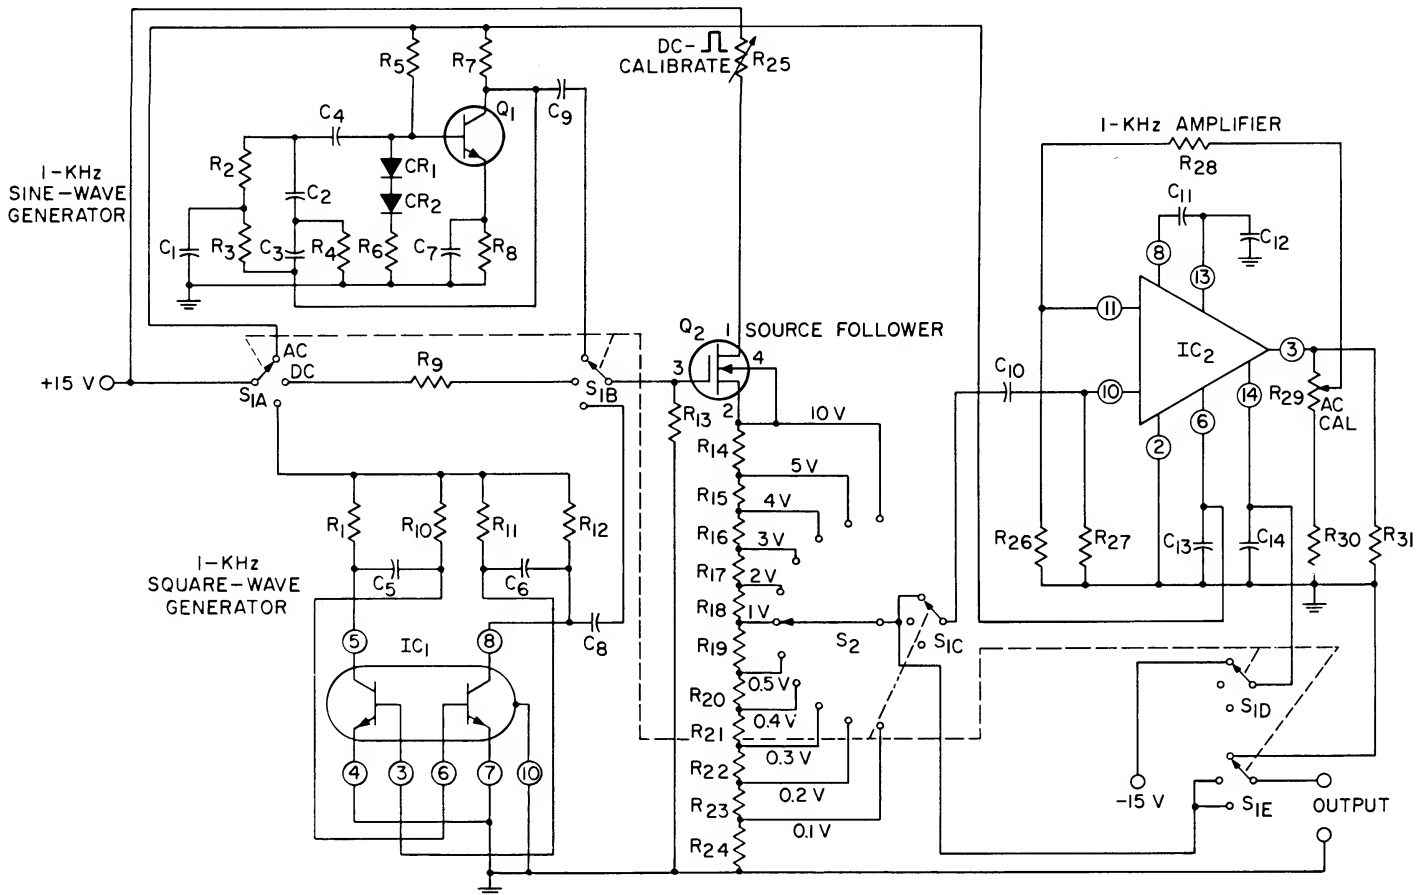 DC-
CALIBRATE
R25
R5
R7
C9
Q1
C4
1-KHz AMPLIFIER
R28
R2
CR1
1-KHz
SINE-WAVE
GENERATOR
C2
CR2
C11
C12
C1
R3
C3
R4
R6
C7
R8
8
13
11
Q2
1
SOURCE FOLLOWER
IC2
3
AC
DC
R9
+15 V
S1A
S1B
3
4
2
C10
10
14
R29
AC
CAL
6
2
R13
10 V
R14
5 V
R15
4 V
R1
R10
R11
R12
R16
3 V
R26
R27
C13
C14
R30
R31
1-KHz
SQUARE-WAVE
GENERATOR
C5
C6
R17
2 V
R18
1 V
S2
S1C
5
IC1
8
C8
R19
0.5 V
R20
0.4 V
S1D
R21
0.3 V
4
3
6
7
10
R22
0.2 V
-15 V
S1E
OUTPUT
R23
0.1 V
R24